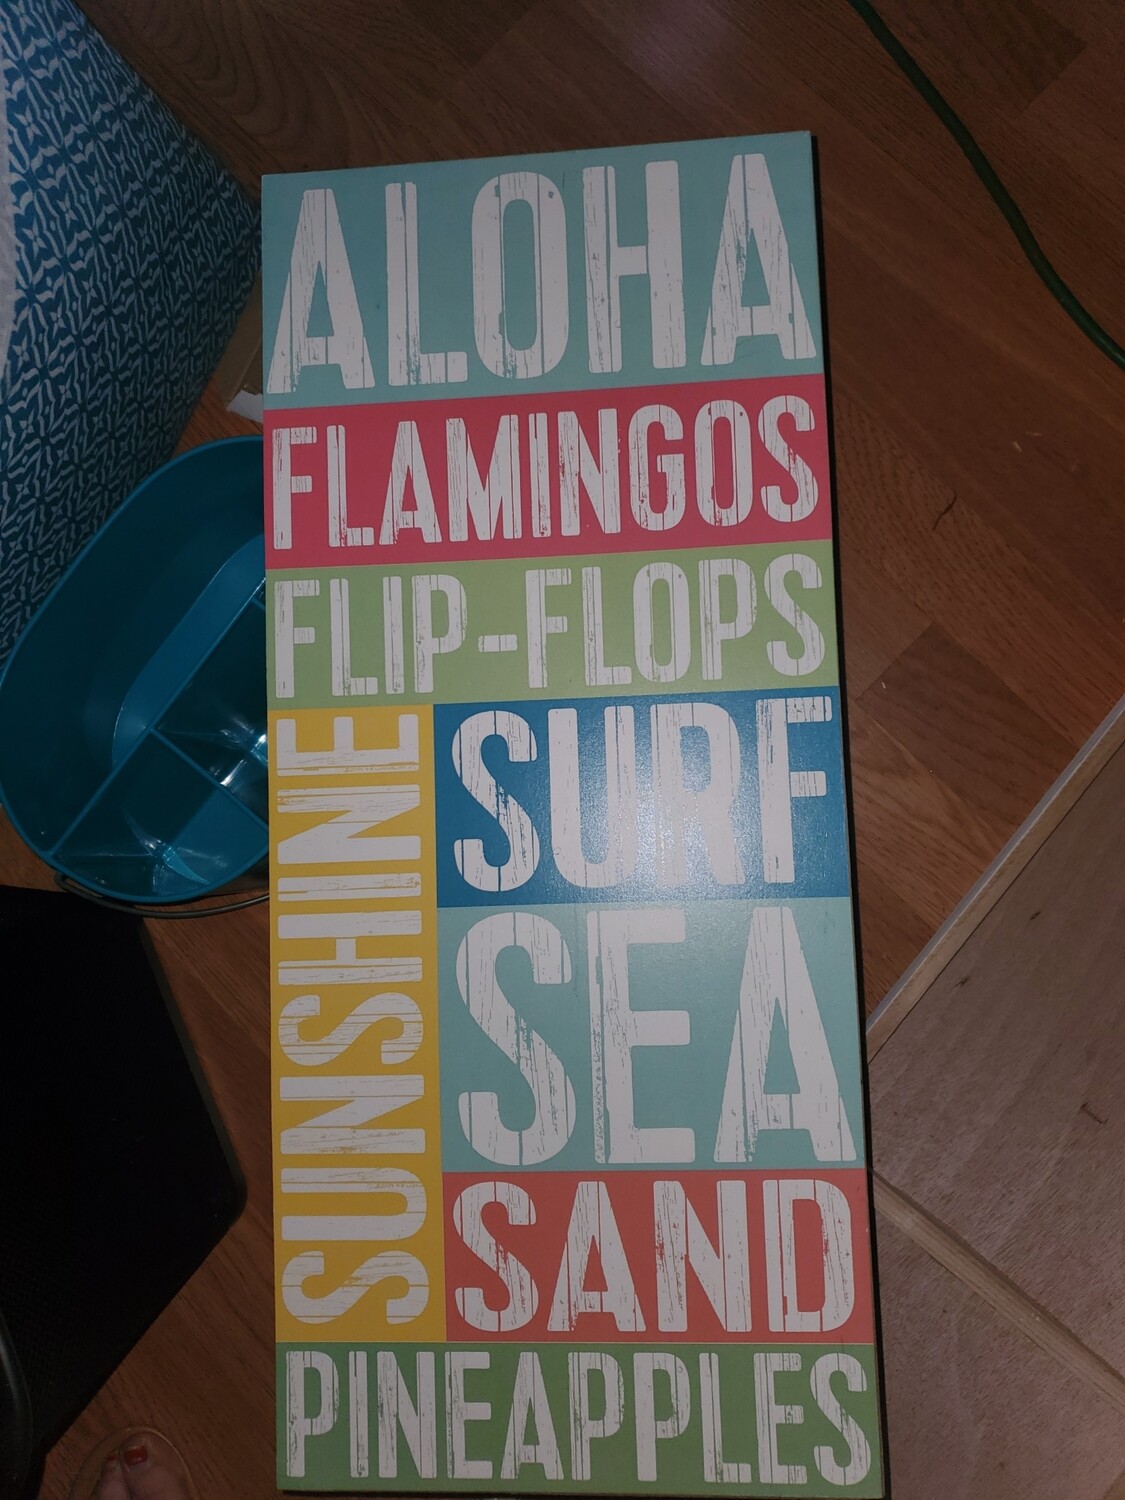 ALOHA
FLAMINGOS
FLIP-FLOPS
SUNSHINE
SURF
SEA
SAND
PINEAPPLES